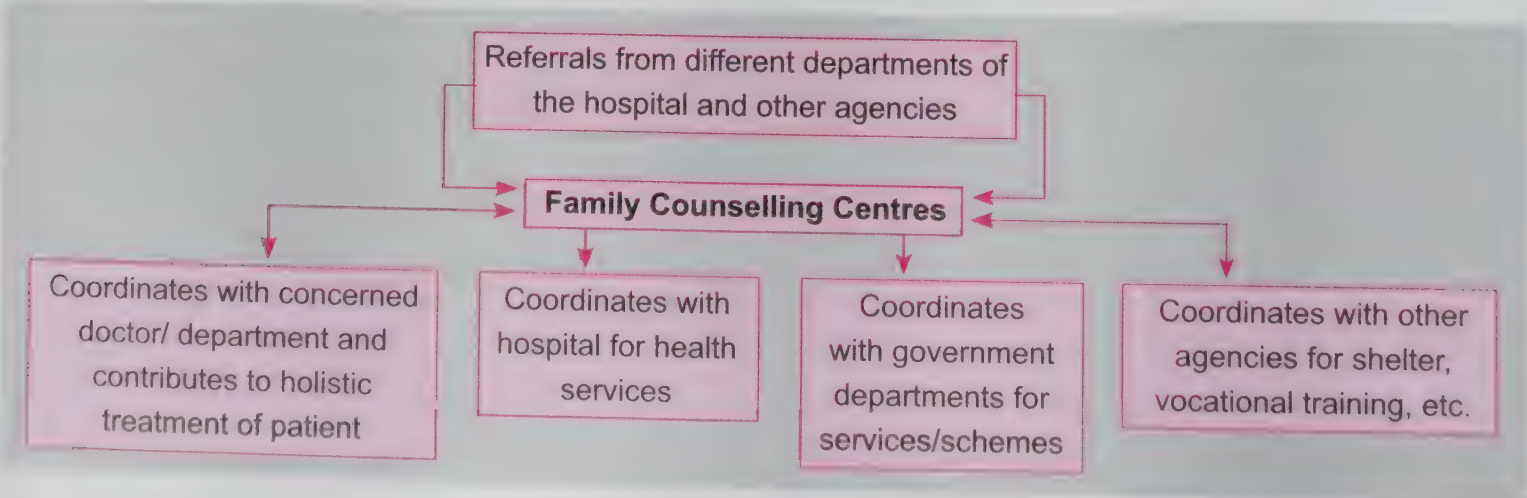 Referrals from different departments of
the hospital and other agencies
Family Counselling Centres
Coordinates with concerned
doctor/ department and
contributes to holistic
treatment of patient
Coordinates with
hospital for health
services
Coordinates
with government
departments for
services/schemes
Coordinates with other
agencies for shelter,
vocational training, etc.